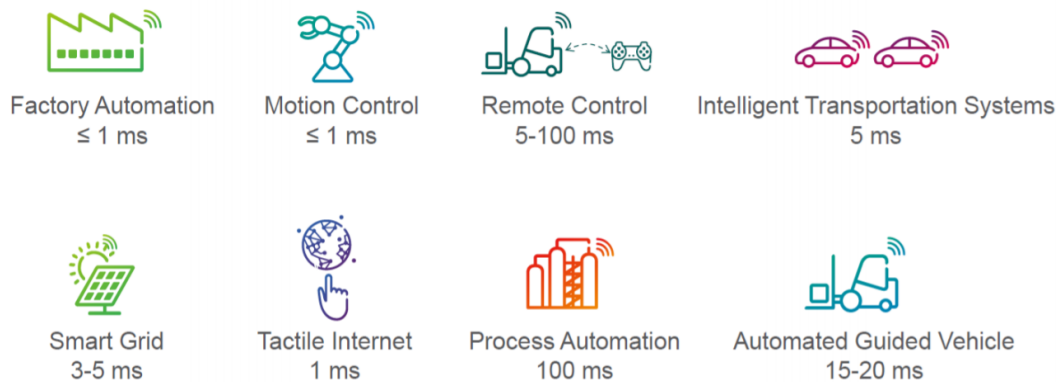 Factory Automation
≤ 1 ms
Motion Control
≤ 1 ms
Remote Control
5-100 ms
Intelligent Transportation Systems
5 ms
Smart Grid
3-5 ms
Tactile Internet
1 ms
Process Automation
100 ms
Automated Guided Vehicle
15-20 ms